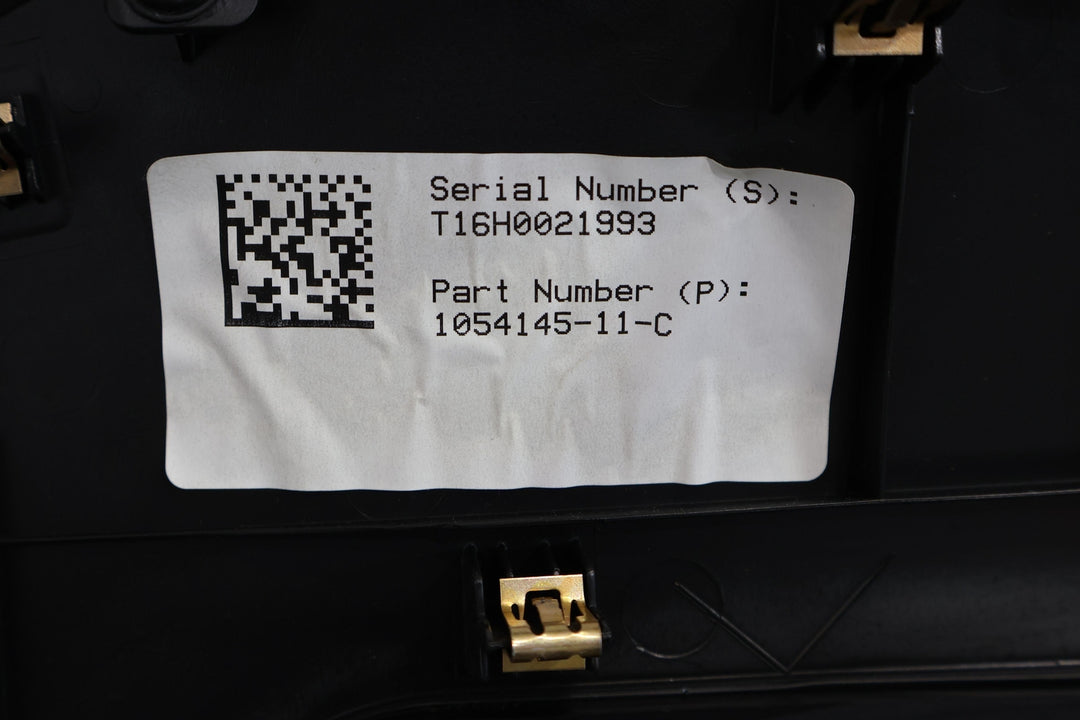 Serial Number (S):
T16H0021993
Part Number (P):
1054145-11-C